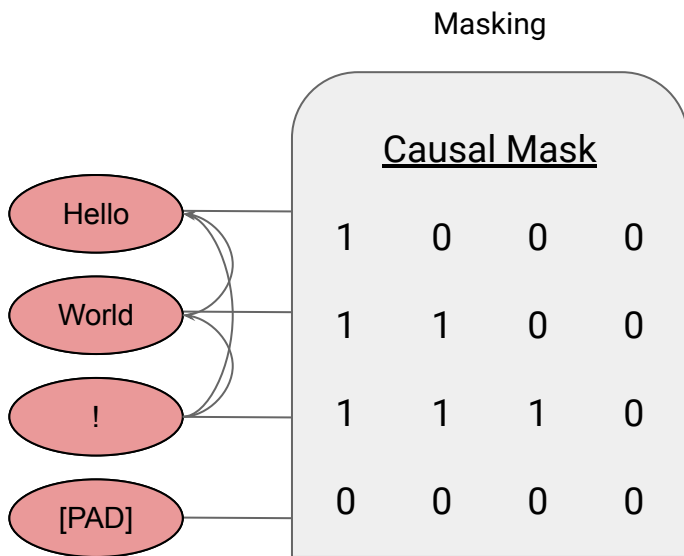 Masking
Causal Mask
Hello
1 0 0 0
World
1 1 0 0
!
1 1 1 0
[PAD]
0 0 0 0